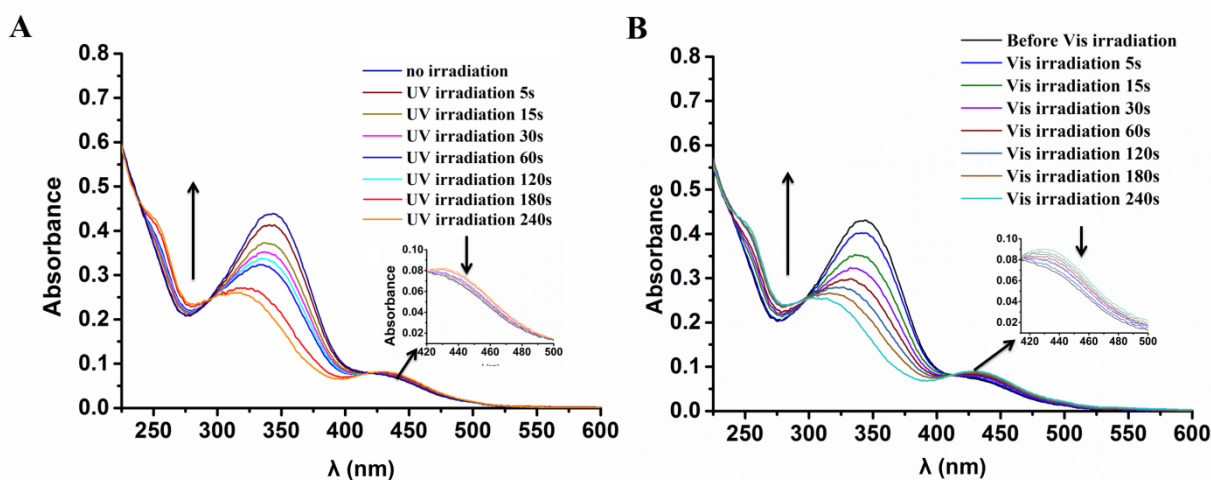 A
0.8
0.7
0.6
0.5
0.4
0.3
0.2
0.1
0.0
Absorbance
250 300 350 400 450 500 550 600
λ (nm)
no irradiation
UV irradiation 5s
UV irradiation 15s
UV irradiation 30s
UV irradiation 60s
UV irradiation 120s
UV irradiation 180s
UV irradiation 240s
0.10
0.08
0.06
0.04
0.02
0.00
Absorbance
420 440 460 480 500
B
0.8
0.7
0.6
0.5
0.4
0.3
0.2
0.1
0.0
Absorbance
250 300 350 400 450 500 550 600
λ (nm)
Before Vis irradiation
Vis irradiation 5s
Vis irradiation 15s
Vis irradiation 30s
Vis irradiation 60s
Vis irradiation 120s
Vis irradiation 180s
Vis irradiation 240s
0.10
0.08
0.06
0.04
0.02
420 440 460 480 500